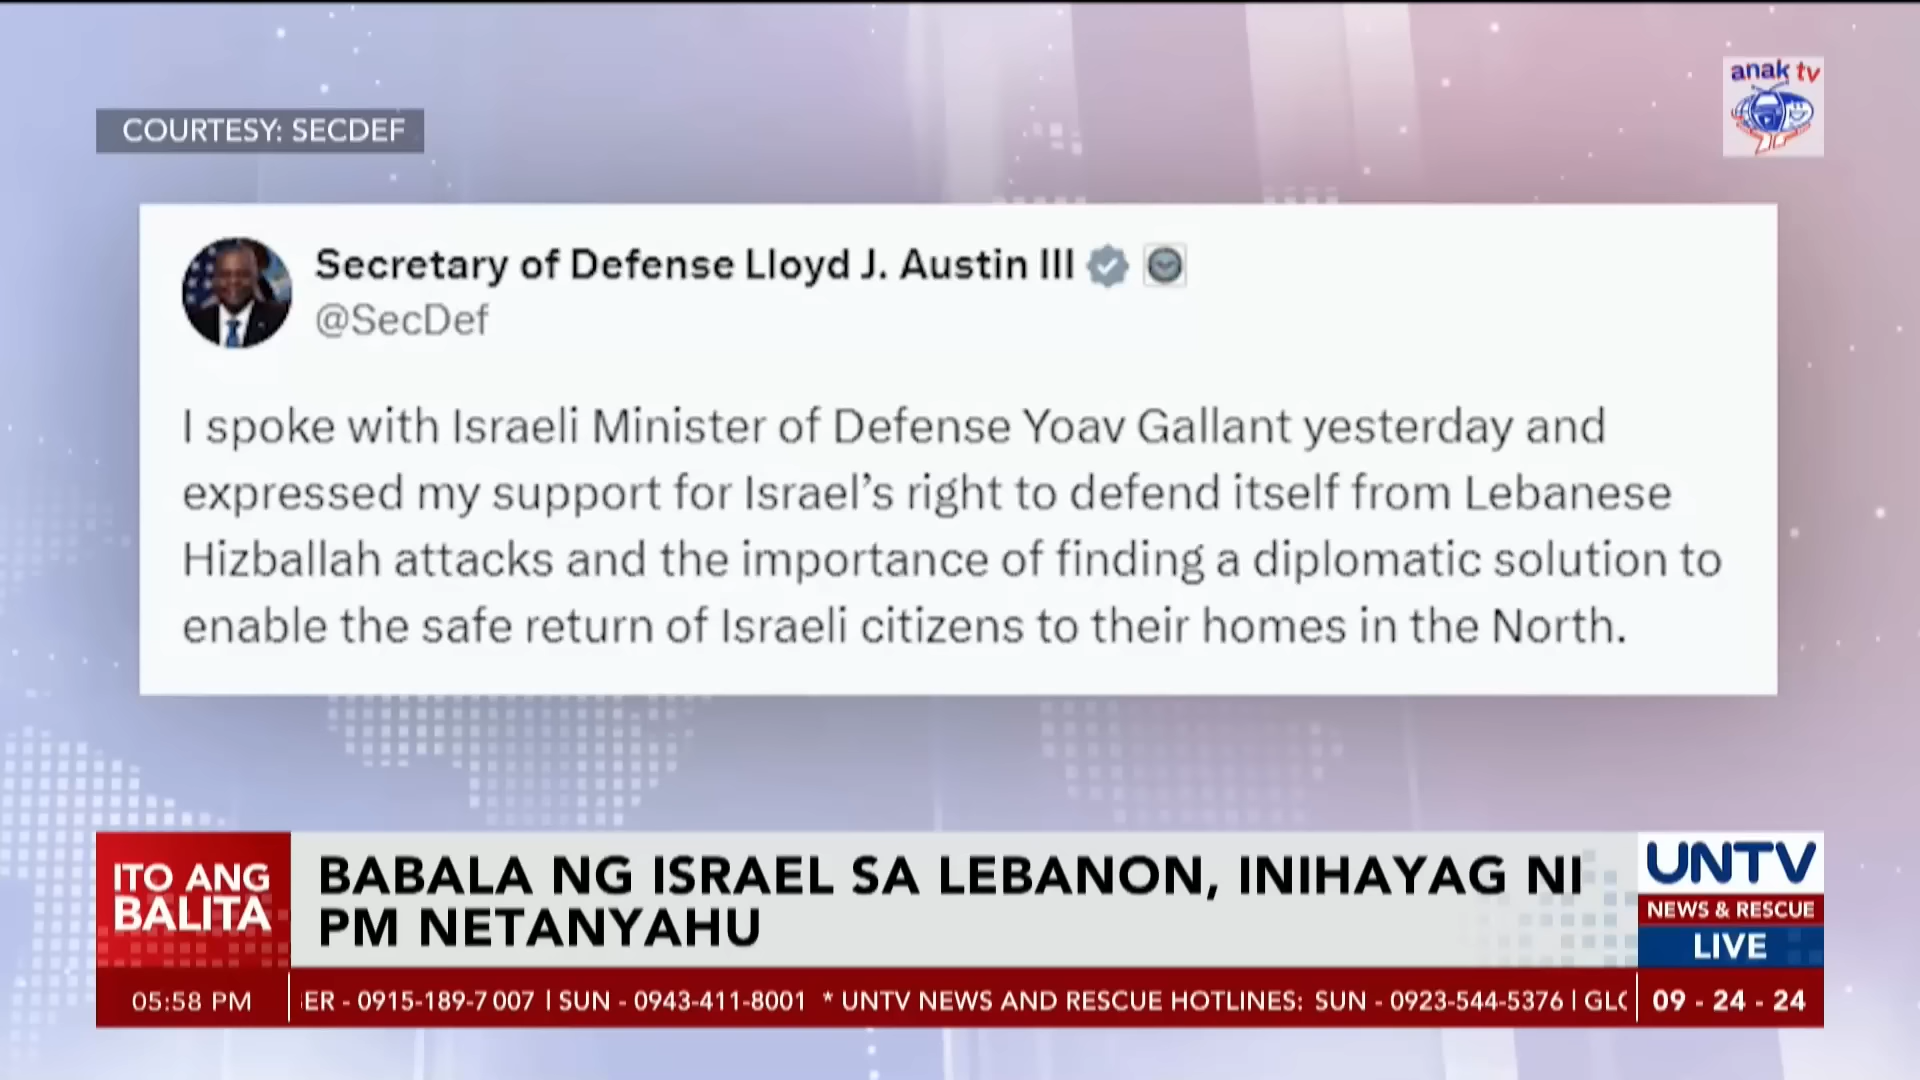 anak tv
COURTESY: SECDEF
Secretary of Defense Lloyd J. Austin III
@SecDef
I spoke with Israeli Minister of Defense Yoav Gallant yesterday and
expressed my support for Israel’s right to defend itself from Lebanese
Hizballah attacks and the importance of finding a diplomatic solution to
enable the safe return of Israeli citizens to their homes in the North.
ITO ANG
BALITA
BABALA NG ISRAEL SA LEBANON, INIHAYAG NI
PM NETANYAHU
UNTV
NEWS & RESCUE
LIVE
05:58 PM
ER - 0915-189-7007 | SUN - 0943-411-8001 * UNTV NEWS AND RESCUE HOTLINES: SUN - 0923-544-5376 | GL
09 - 24 - 24